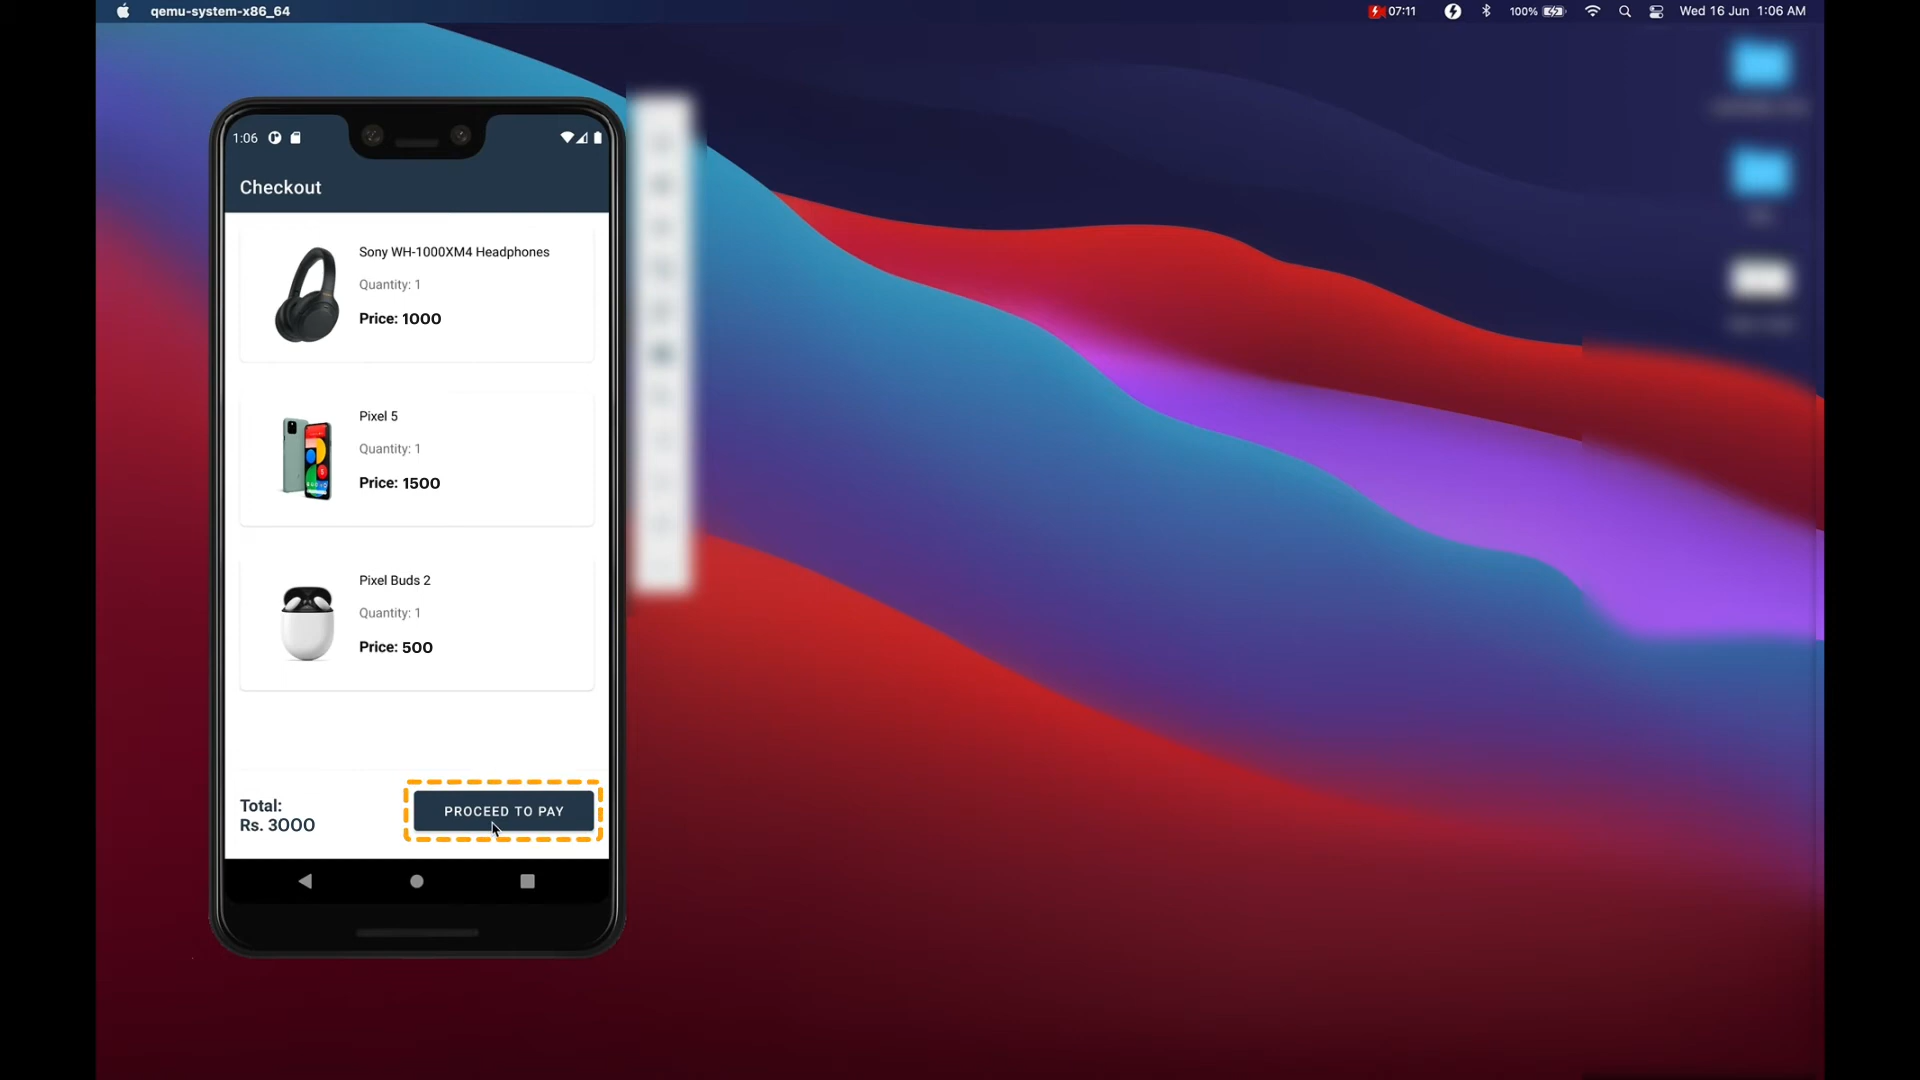 qemu-system-x86_64
07:11
100%
Wed 16 Jun 1:06 AM
1:06
Checkout
Sony WH-1000XM4 Headphones
Quantity: 1
Price: 1000
Pixel 5
Quantity: 1
Price: 1500
Pixel Buds 2
Quantity: 1
Price: 500
Total:
Rs. 3000
PROCEED TO PAY